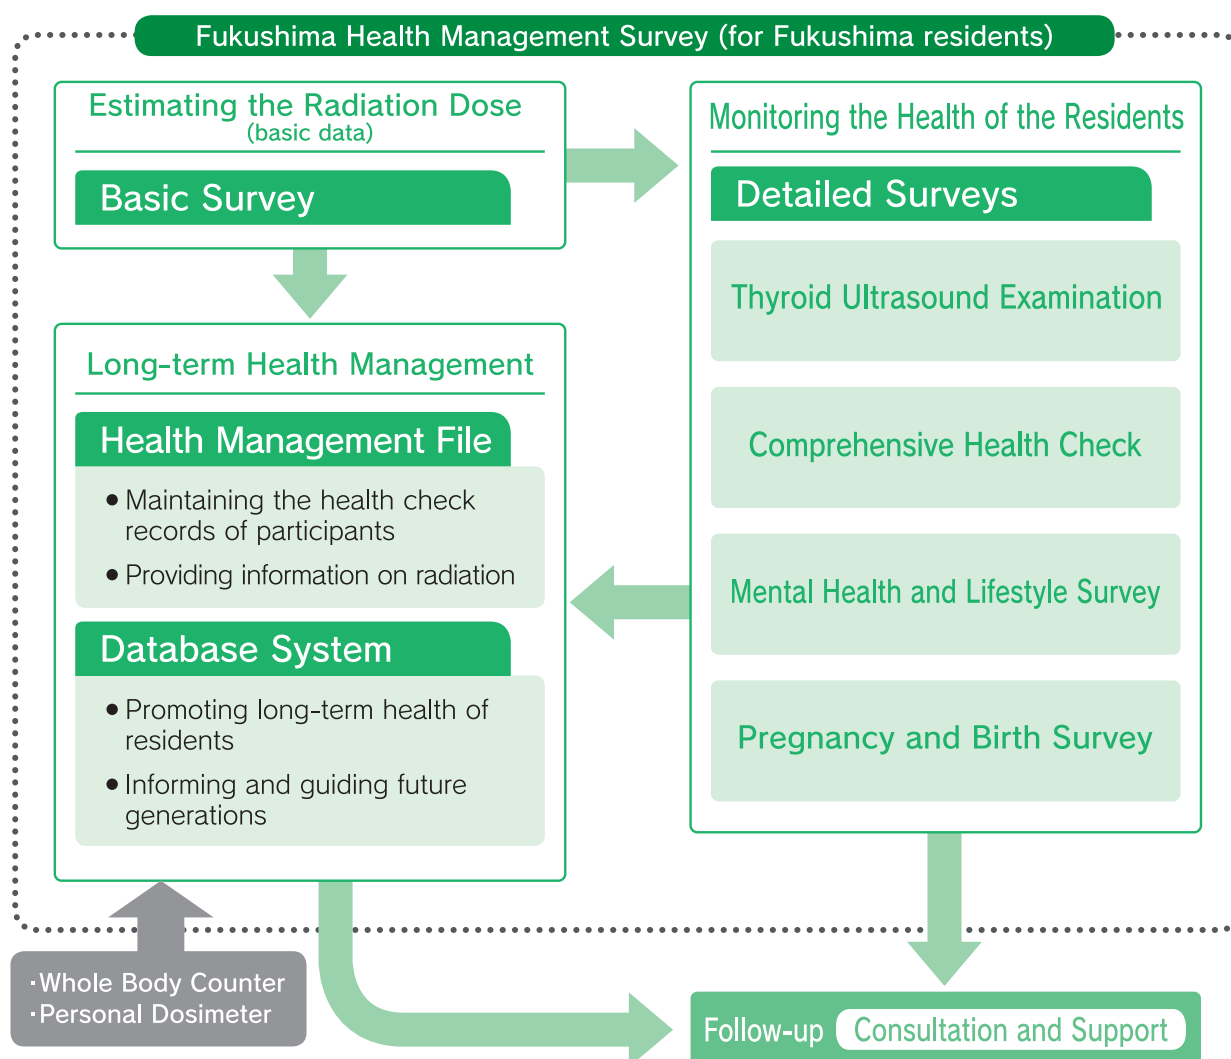 Fukushima Health Management Survey (for Fukushima residents)
Estimating the Radiation Dose
(basic data)
Basic Survey
Monitoring the Health of the Residents
Detailed Surveys
Thyroid Ultrasound Examination
Comprehensive Health Check
Mental Health and Lifestyle Survey
Pregnancy and Birth Survey
Long-term Health Management
Health Management File
● Maintaining the health check
records of participants
● Providing information on radiation
Database System
● Promoting long-term health of
residents
● Informing and guiding future
generations
・Whole Body Counter
・Personal Dosimeter
Follow-up Consultation and Support